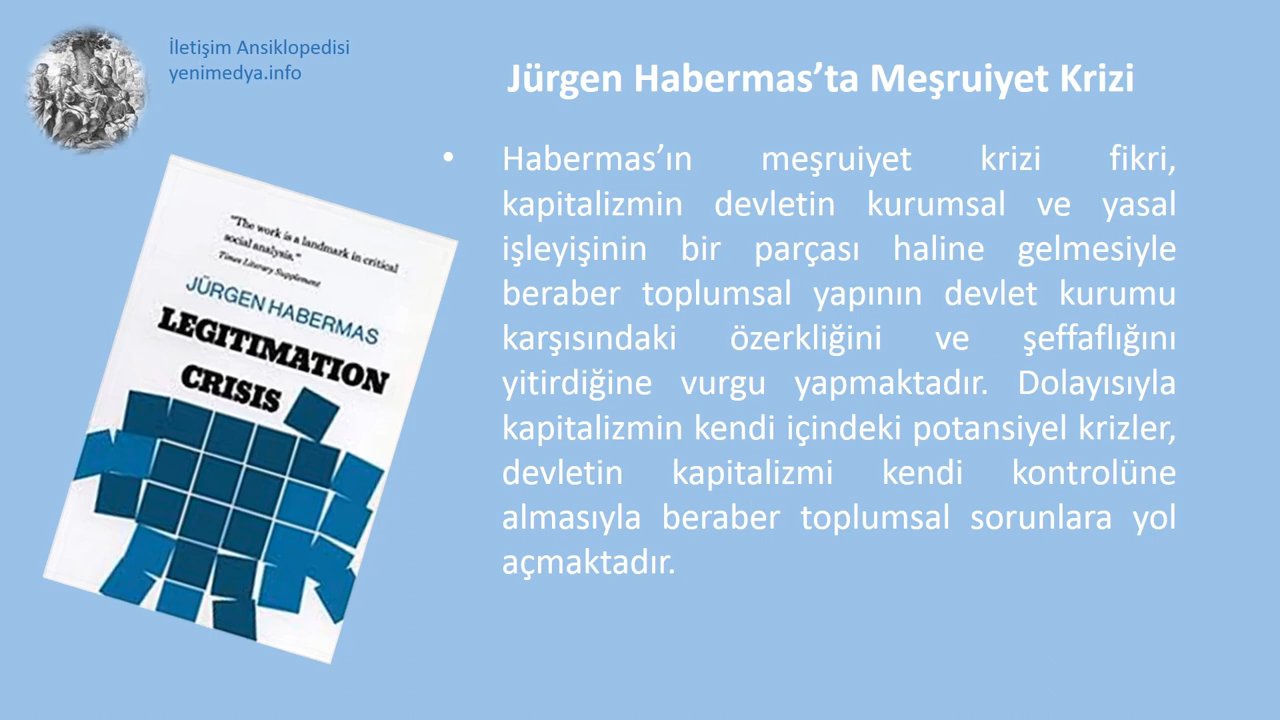 İletişim Ansiklopedisi
yenimedya.info
Jürgen Habermas’ta Meşruiyet Krizi
• Habermas’ın meşruiyet krizi fikri,
kapitalizmin devletin kurumsal ve yasal
işleyişinin bir parçası haline gelmesiyle
beraber toplumsal yapının devlet kurumu
karşısındaki özerkliğini ve şeffaflığını
yitirdiğine vurgu yapmaktadır. Dolayısıyla
kapitalizmin kendi içindeki potansiyel krizler,
devletin kapitalizmi kendi kontrolüne
almasıyla beraber toplumsal sorunlara yol
açmaktadır.
"The work is a landmark in critical
social analysis."
Times Literary Supplement
JÜRGEN HABERMAS
LEGITIMATION
CRISIS